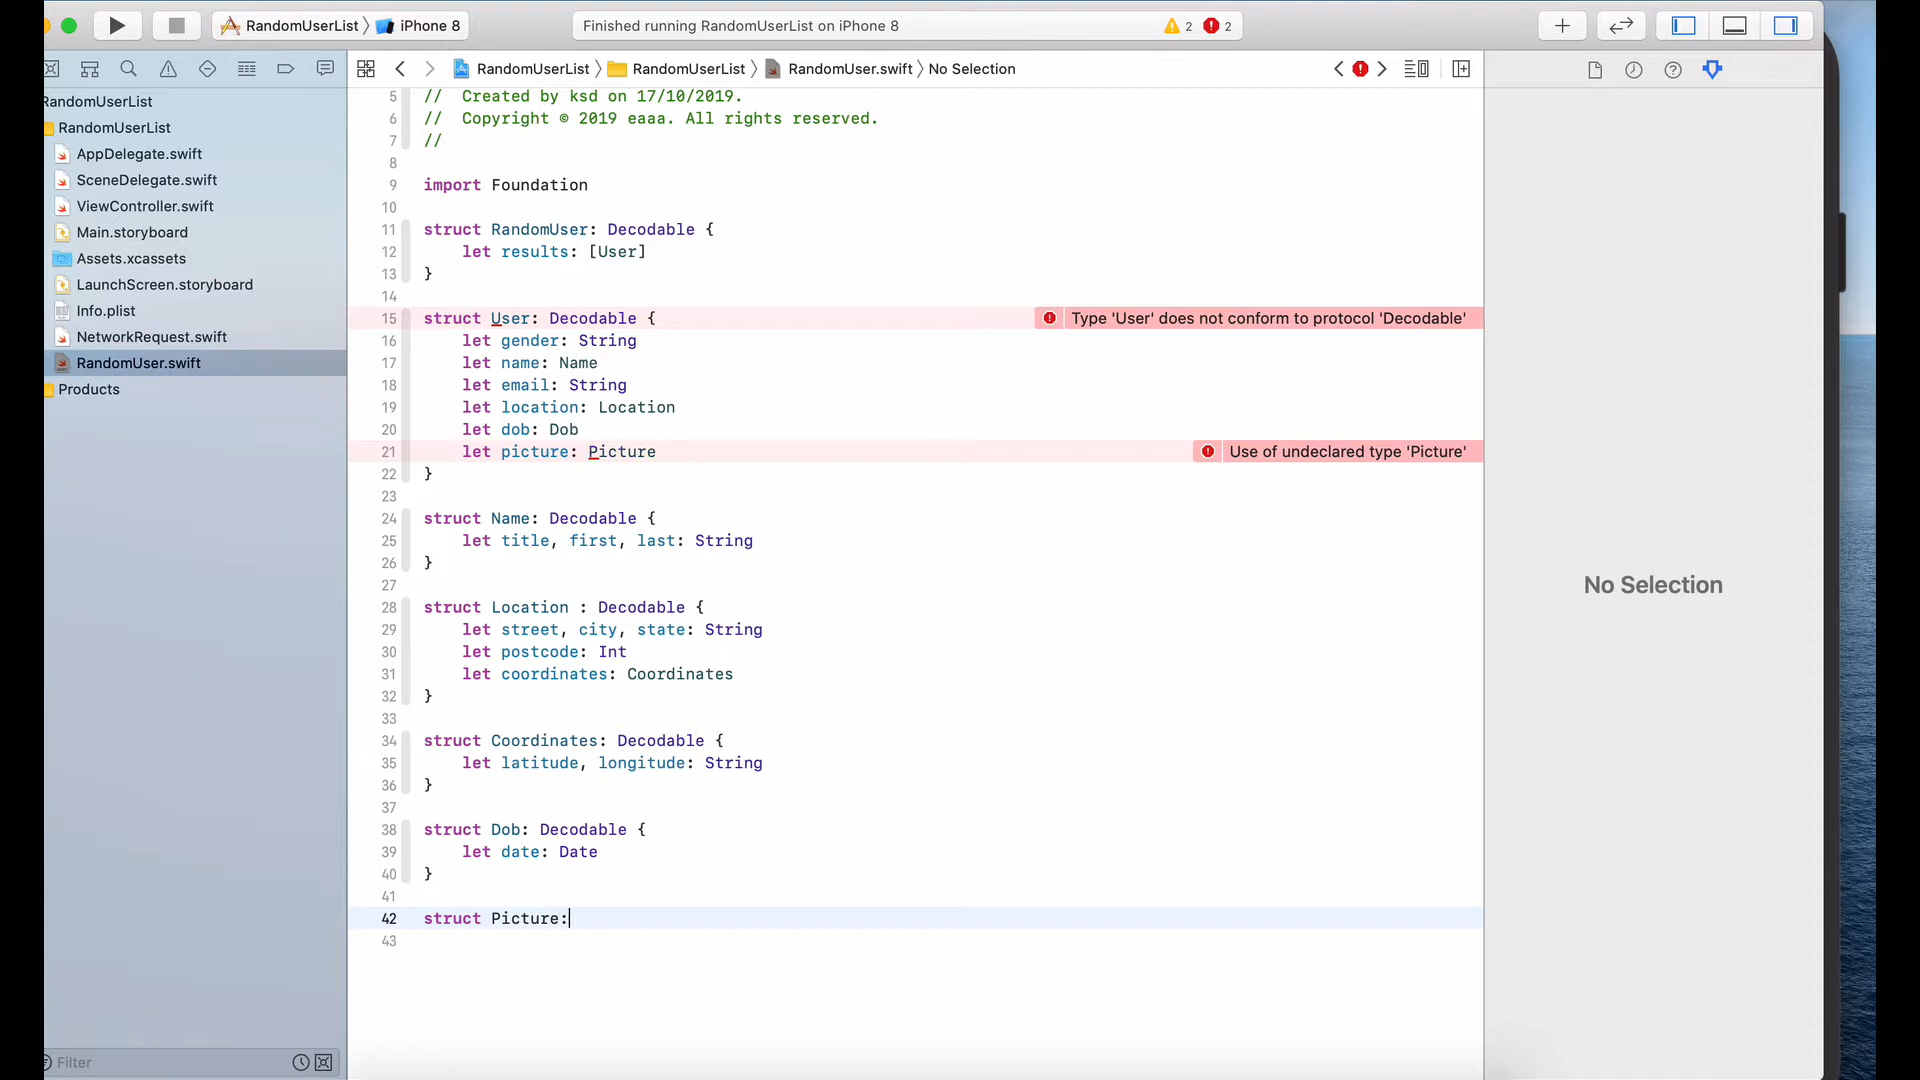 RandomUserList 〉 iPhone 8
Finished running RandomUserList on iPhone 8
2 2
RandomUserList 〉 RandomUserList 〉 RandomUser.swift 〉 No Selection
RandomUserList
RandomUserList
AppDelegate.swift
SceneDelegate.swift
ViewController.swift
Main.storyboard
Assets.xcassets
LaunchScreen.storyboard
Info.plist
NetworkRequest.swift
RandomUser.swift
Products
Filter
5 // Created by ksd on 17/10/2019.
6 // Copyright © 2019 eaaa. All rights reserved.
7 //
8
9 import Foundation
10
11 struct RandomUser: Decodable {
12 let results: [User]
13 }
14
15 struct User: Decodable { Type 'User' does not conform to protocol 'Decodable'
16 let gender: String
17 let name: Name
18 let email: String
19 let location: Location
20 let dob: Dob
21 let picture: Picture Use of undeclared type 'Picture'
22 }
23
24 struct Name: Decodable {
25 let title, first, last: String
26 }
27
28 struct Location : Decodable {
29 let street, city, state: String
30 let postcode: Int
31 let coordinates: Coordinates
32 }
33
34 struct Coordinates: Decodable {
35 let latitude, longitude: String
36 }
37
38 struct Dob: Decodable {
39 let date: Date
40 }
41
42 struct Picture:
43
No Selection